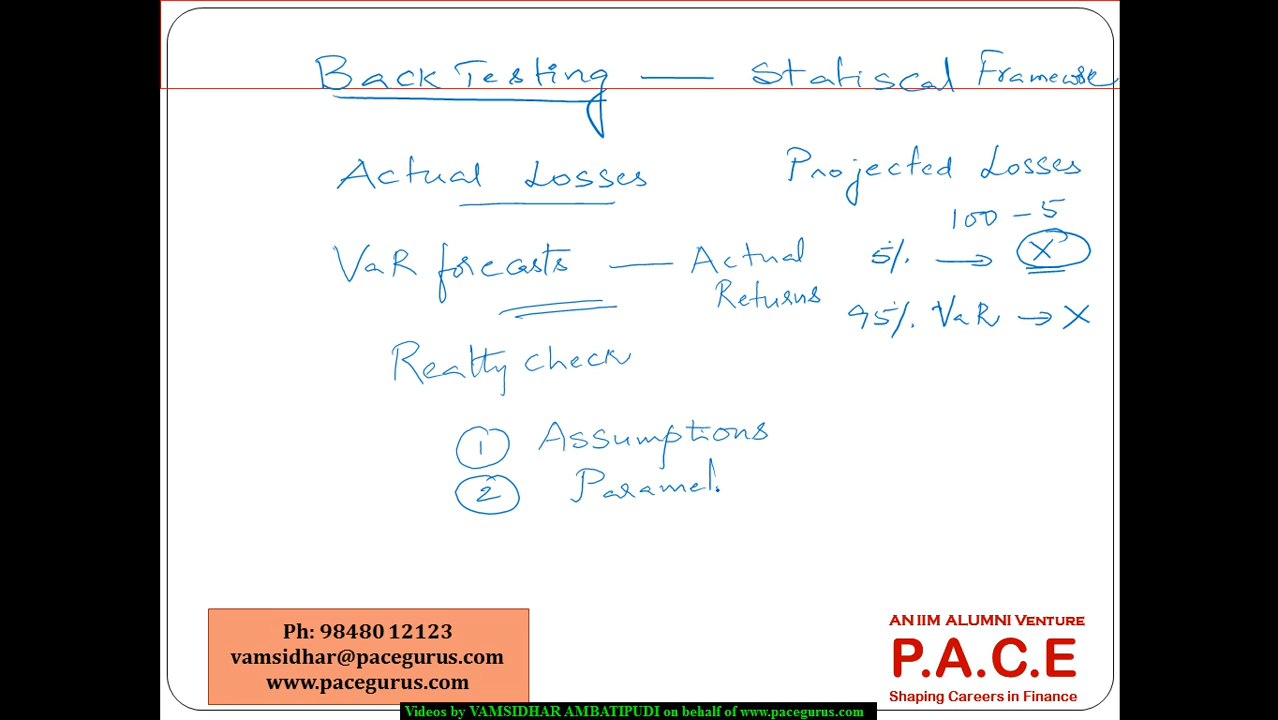 Back Testing — Statiscal Framework
Actual Losses Projected Losses
100 - 5
VaR forecasts — Actual Returns 5% → X
95% VaR → X
Realty check
1 Assumptions
2 Paramet
Ph: 98480 12123
vamsidhar@pacegurus.com
www.pacegurus.com
AN IIM ALUMNI VENTURE
P.A.C.E
Shaping Careers in Finance
Videos by VAMSIDHAR AMBATIPUDI on behalf of www.pacegurus.com